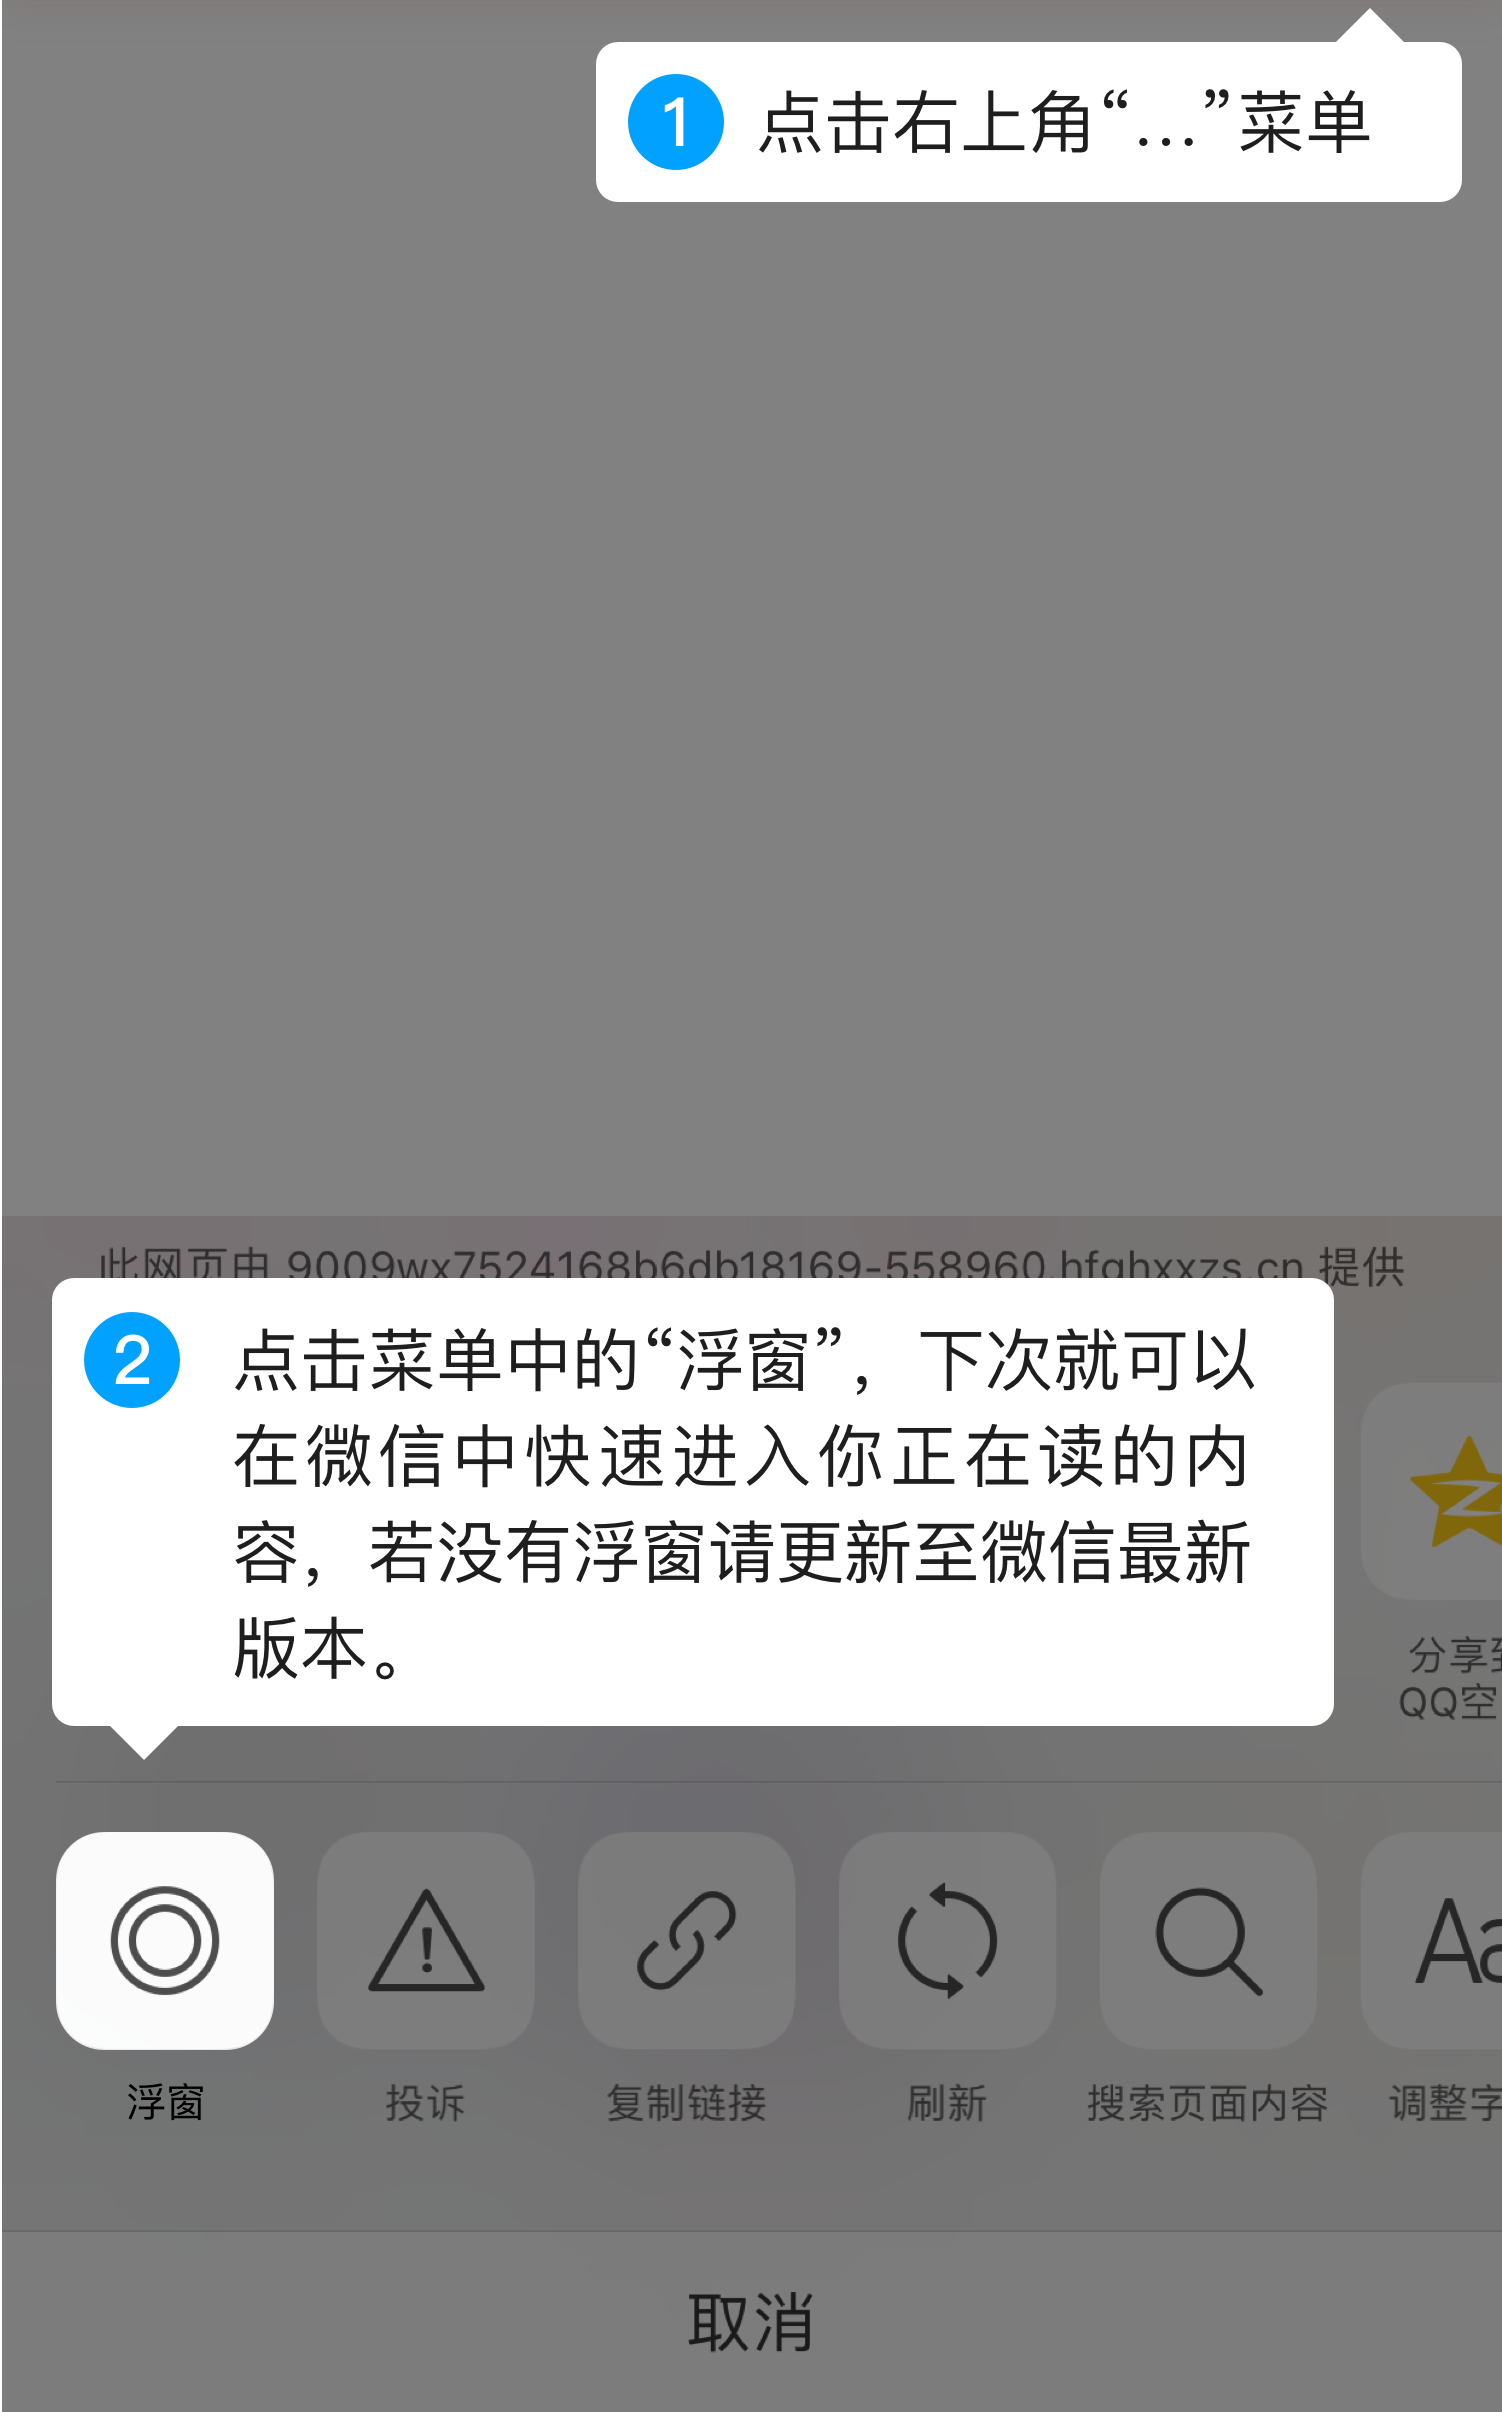 1 点击右上角“...”菜单
此网页由 9009wx7524168b6db18169-558960.hfqhxxzs.cn 提供
2 点击菜单中的“浮窗”，下次就可以
在微信中快速进入你正在读的内
容，若没有浮窗请更新至微信最新
版本。
分享
QQ空
Aa
浮窗 投诉 复制链接 刷新 搜索页面内容 调整字
取消